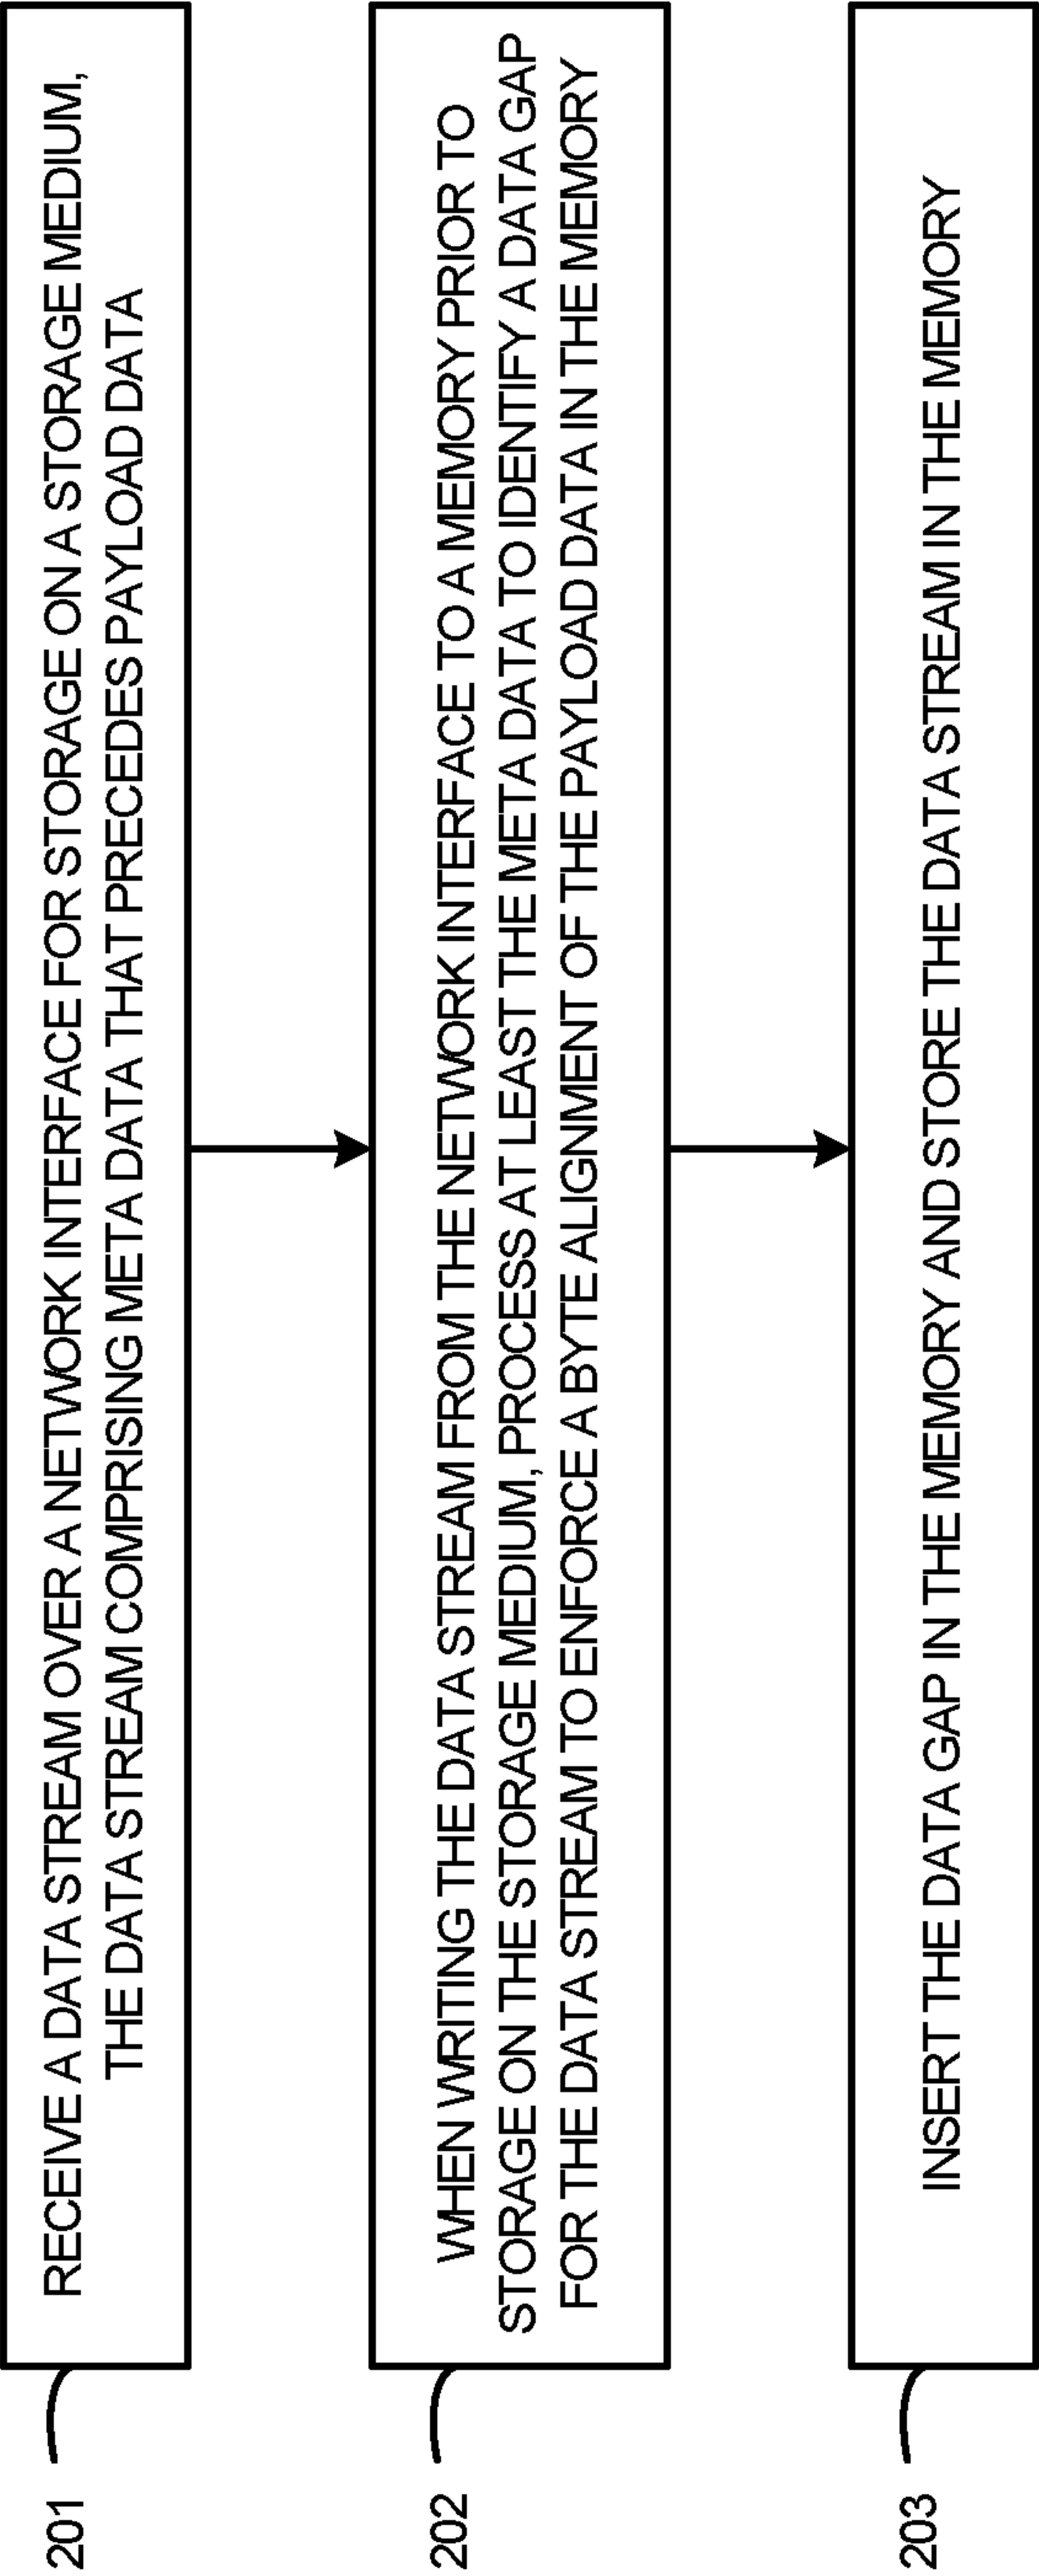 201
RECEIVE A DATA STREAM OVER A NETWORK INTERFACE FOR STORAGE ON A STORAGE MEDIUM,
THE DATA STREAM COMPRISING META DATA THAT PRECEDES PAYLOAD DATA
202
WHEN WRITING THE DATA STREAM FROM THE NETWORK INTERFACE TO A MEMORY PRIOR TO
STORAGE ON THE STORAGE MEDIUM, PROCESS AT LEAST THE META DATA TO IDENTIFY A DATA GAP
FOR THE DATA STREAM TO ENFORCE A BYTE ALIGNMENT OF THE PAYLOAD DATA IN THE MEMORY
203
INSERT THE DATA GAP IN THE MEMORY AND STORE THE DATA STREAM IN THE MEMORY